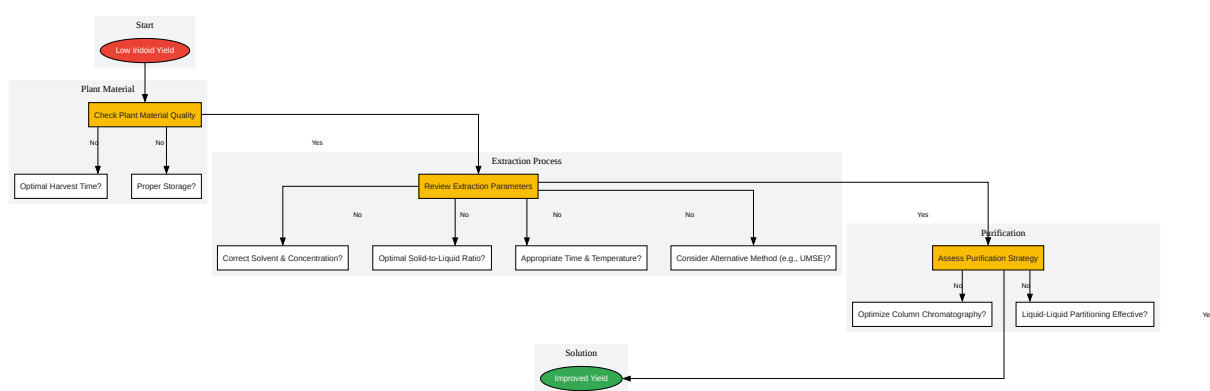 Start
Low Iridoid Yield
Plant Material
Check Plant Material Quality
No
No
Yes
Optimal Harvest Time?
Proper Storage?
Extraction Process
Review Extraction Parameters
No
No
No
No
Yes
Correct Solvent & Concentration?
Optimal Solid-to-Liquid Ratio?
Appropriate Time & Temperature?
Consider Alternative Method (e.g., UMSE)?
Purification
Assess Purification Strategy
No
No
Optimize Column Chromatography?
Liquid-Liquid Partitioning Effective?
Ye
Solution
Improved Yield